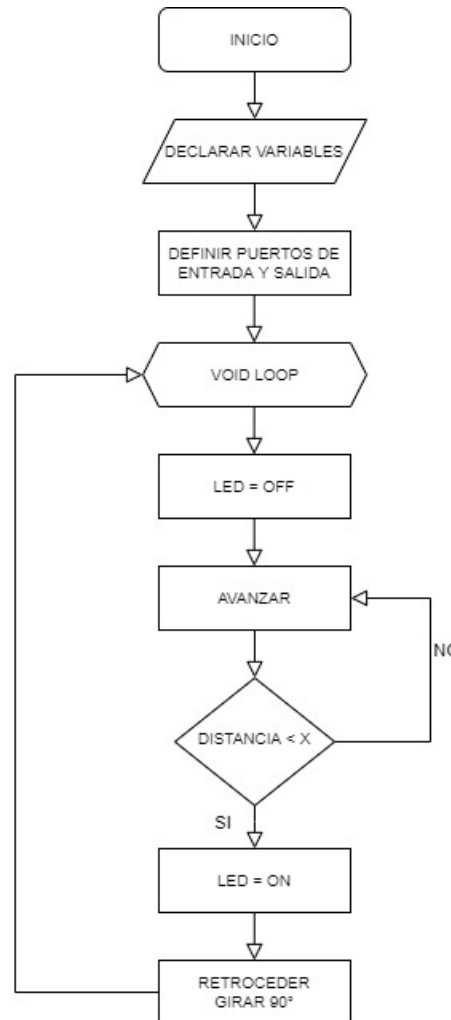 INICIO
DECLARAR VARIABLES
DEFINIR PUERTOS DE
ENTRADA Y SALIDA
VOID LOOP
LED = OFF
AVANZAR
NO
DISTANCIA < X
SI
LED = ON
RETROCEDER
GIRAR 90°